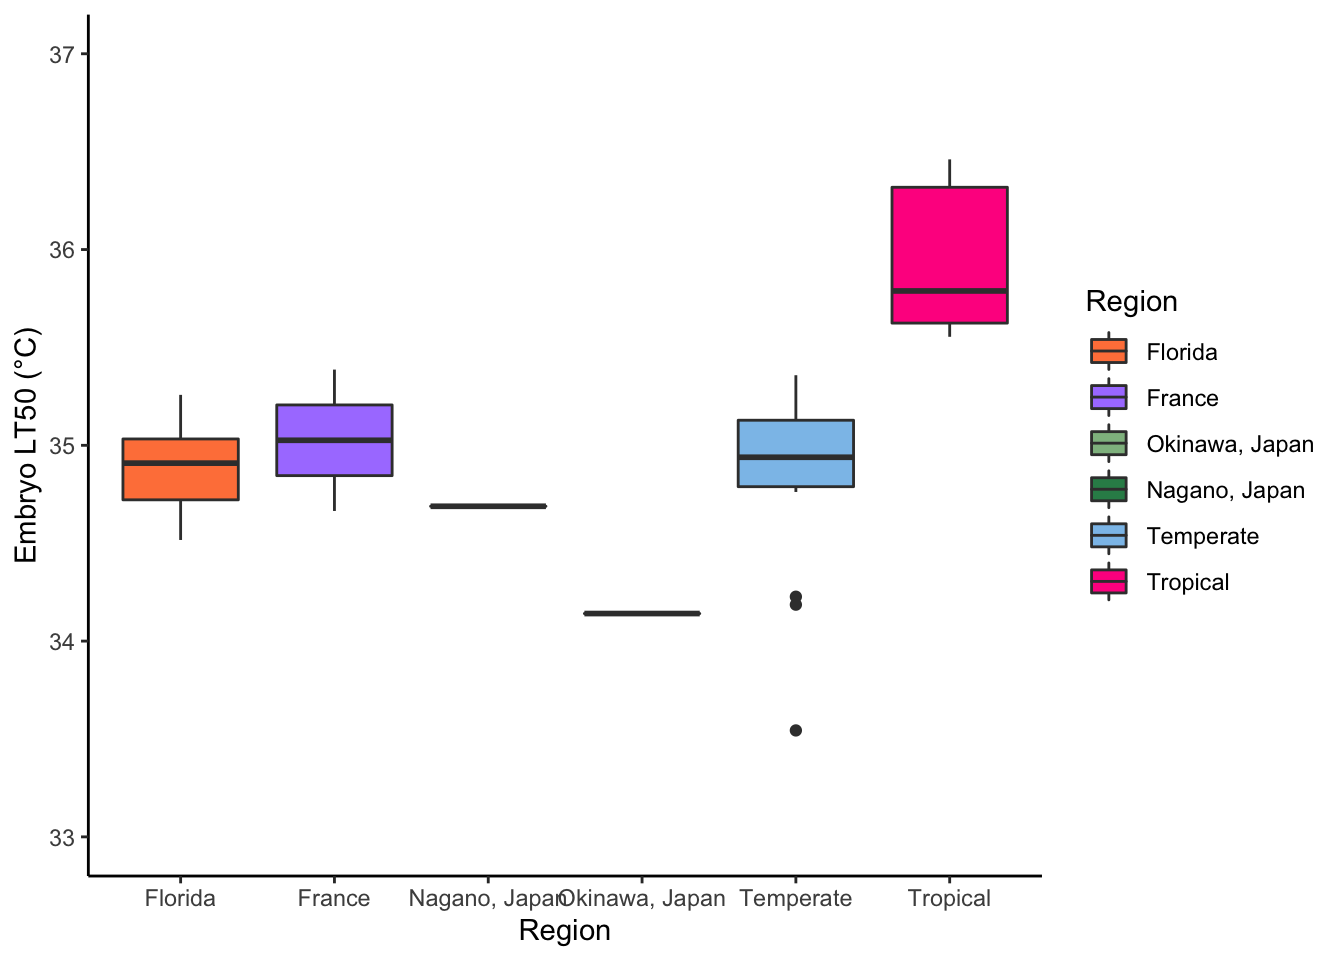 37
36
35
34
33
Embryo LT50 (°C)
Florida
France
Nagano, Japan
Okinawa, Japan
Temperate
Tropical
Region
Region
Florida
France
Okinawa, Japan
Nagano, Japan
Temperate
Tropical